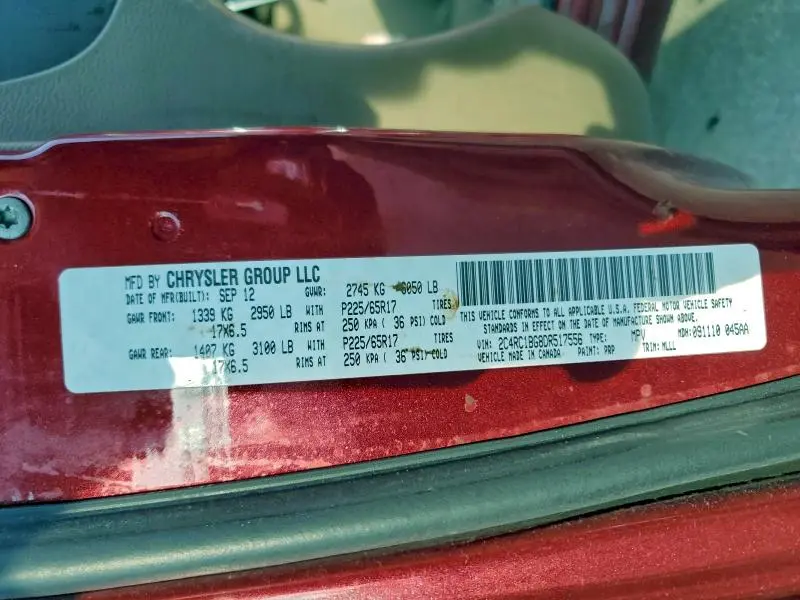 MFD BY CHRYSLER GROUP LLC
DATE OF MFR(BUILT): SEP 12 GVWR: 2745 KG 6050 LB
GAWR FRONT: 1339 KG 2950 LB WITH P225/65R17 TIRES
17X6.5 RIMS AT 250 KPA ( 36 PSI) COLD
GAWR REAR: 1407 KG 3100 LB WITH P225/65R17 TIRES
17X6.5 RIMS AT 250 KPA ( 36 PSI) COLD
THIS VEHICLE CONFORMS TO ALL APPLICABLE U.S.A. FEDERAL MOTOR VEHICLE SAFETY
STANDARDS IN EFFECT ON THE DATE OF MANUFACTURE SHOWN ABOVE.
VIN: 2C4RC1BG8DR517556 TYPE: MPV MDH: 091110 045AA
VEHICLE MADE IN CANADA PAINT: PRP TRIM: MLLL